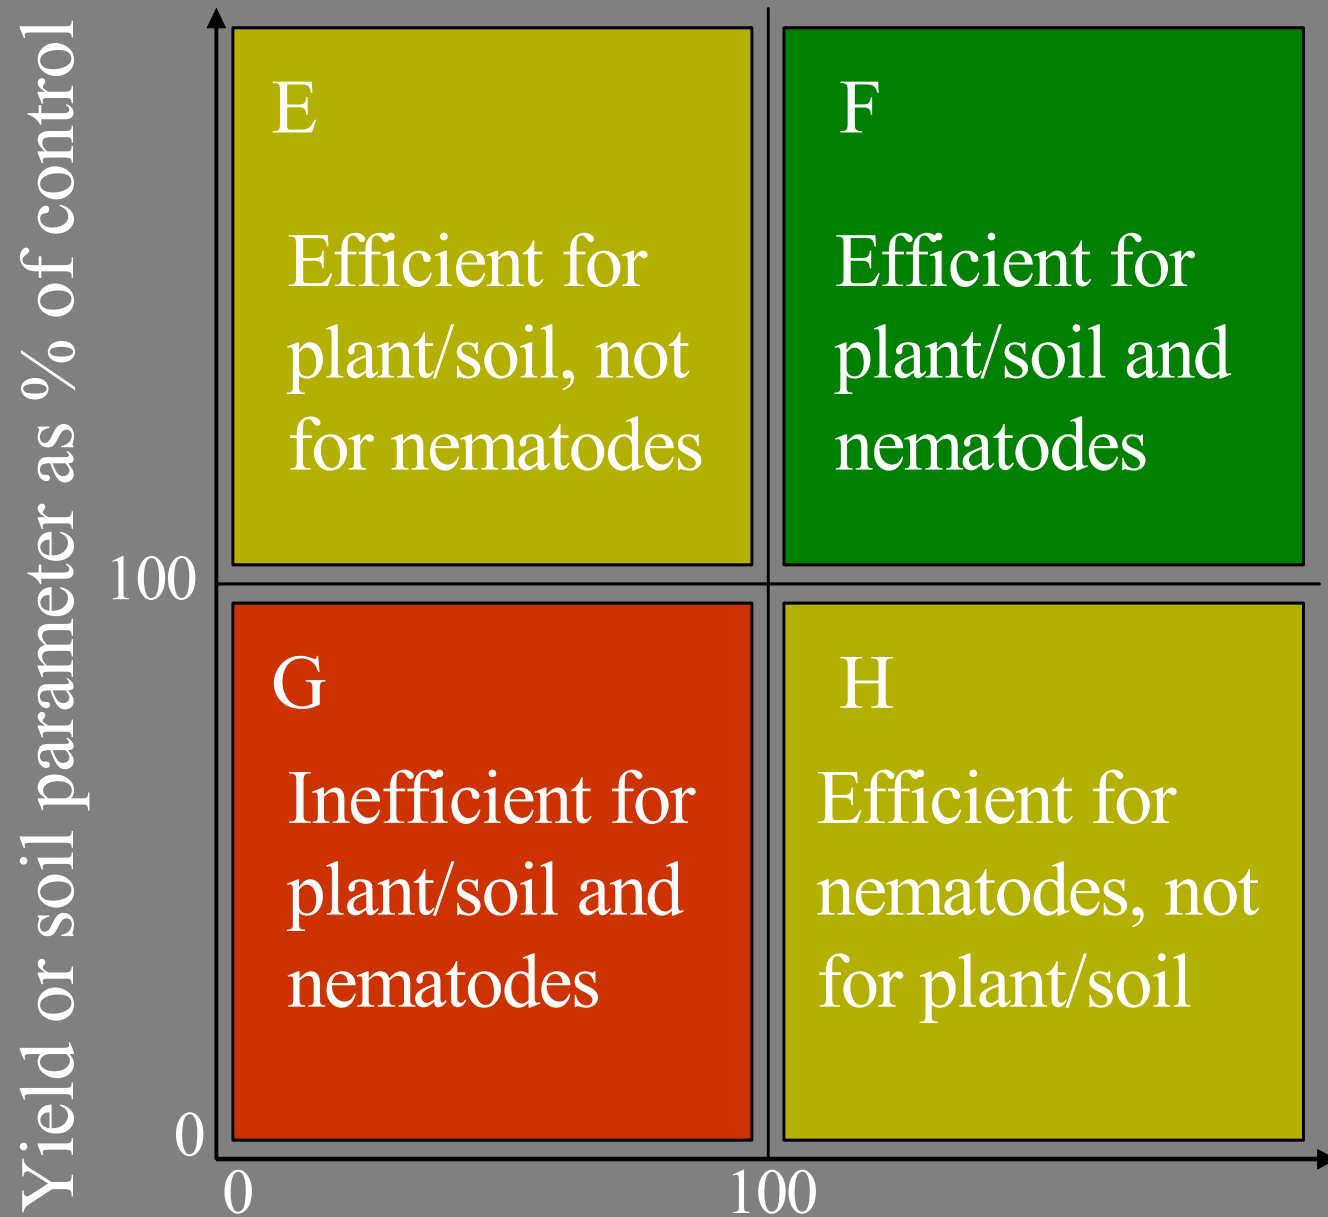 Yield or soil parameter as % of control
E
Efficient for
plant/soil, not
for nematodes
F
Efficient for
plant/soil and
nematodes
100
G
Inefficient for
plant/soil and
nematodes
H
Efficient for
nematodes, not
for plant/soil
0
0
100